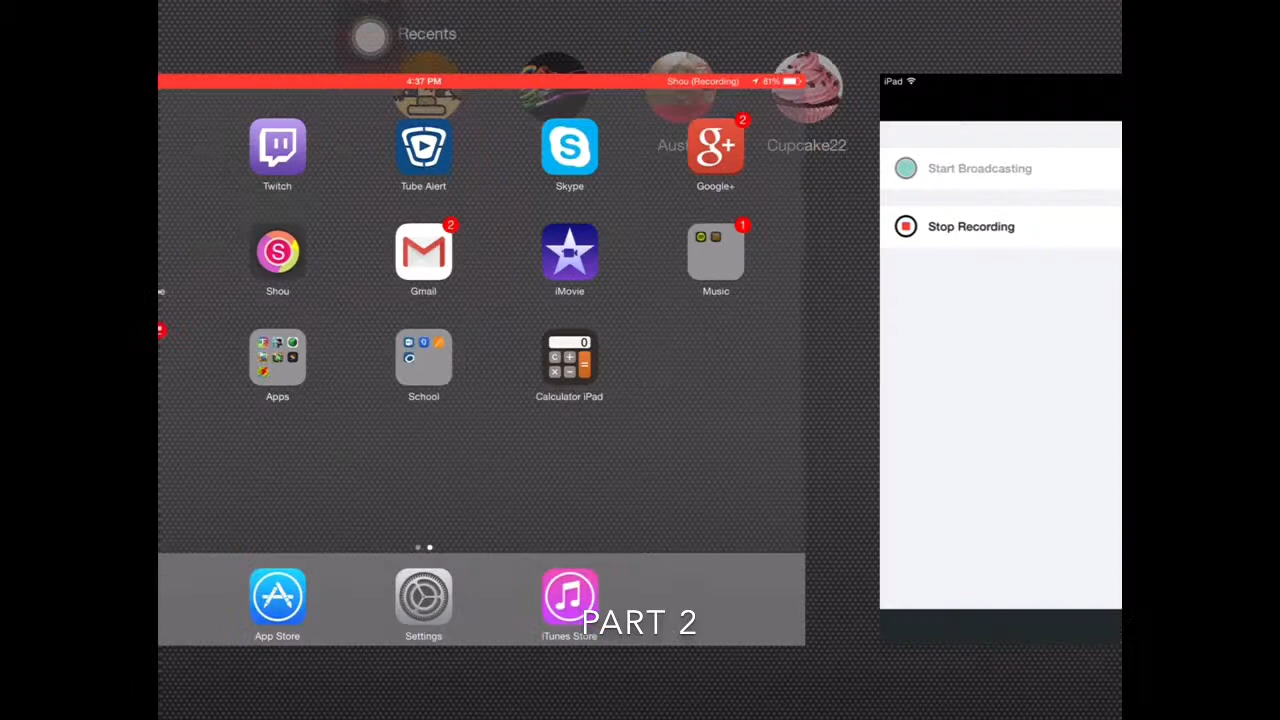 Recents
4:37 PM
Shou (Recording)
81%
iPad
Cupcake22
2
Twitch
Tube Alert
Skype
Google+
g+
Start Broadcasting
Stop Recording
2
1
S
Shou
Gmail
iMovie
Music
0
C
+
=
×
−
Apps
School
Calculator iPad
App Store
Settings
iTunes Store
PART 2